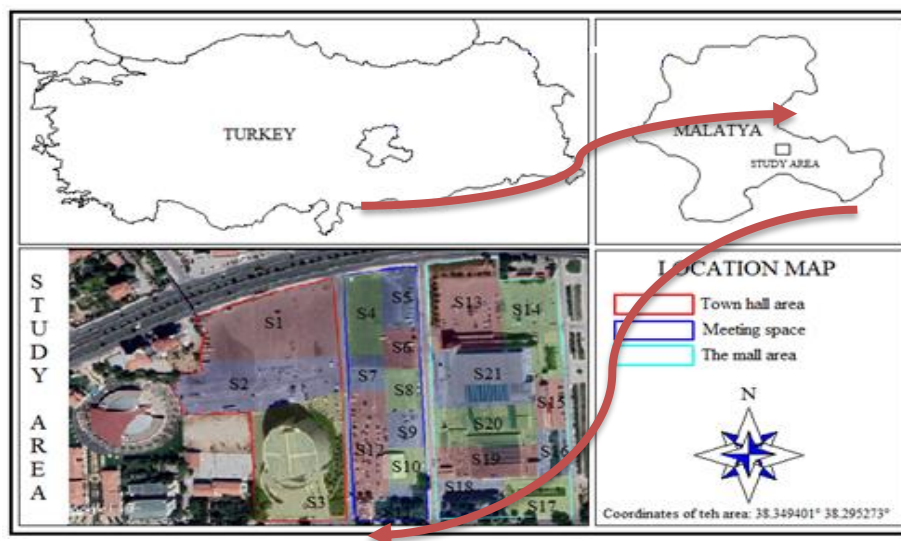 TURKEY
MALATYA
STUDY AREA
STUDY AREA
S1
S2
S3
S4
S5
S6
S7
S8
S9
S10
S12
S13
S14
S15
S16
S17
S18
S19
S20
S21
LOCATION MAP
Town hall area
Meeting space
The mall area
N
Coordinates of teh area: 38.349401° 38.295273°